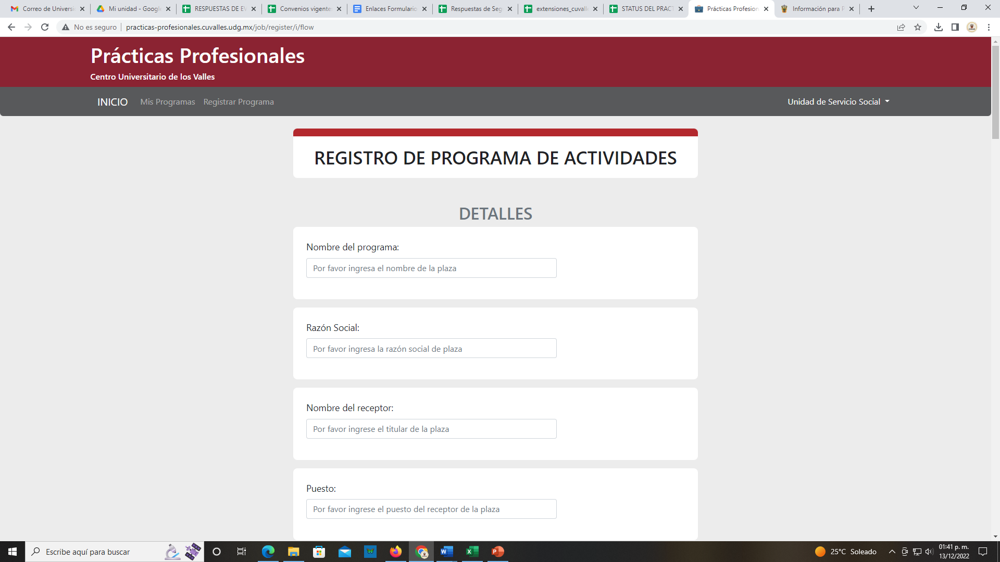 Correo de Universi
Mi unidad - Google
RESPUESTAS DE EV
Convenios vigentes
Enlaces Formulario
Respuestas de Seg
extensiones_cuvall
STATUS DEL PRACT
Prácticas Profesion
Información para P
No es seguro
practicas-profesionales.cuvalles.udg.mx/job/register/i/flow
Prácticas Profesionales
Centro Universitario de los Valles
INICIO Mis Programas Registrar Programa Unidad de Servicio Social
REGISTRO DE PROGRAMA DE ACTIVIDADES
DETALLES
Nombre del programa:
Por favor ingresa el nombre de la plaza
Razón Social:
Por favor ingresa la razón social de plaza
Nombre del receptor:
Por favor ingrese el titular de la plaza
Puesto:
Por favor ingrese el puesto del receptor de la plaza
Escribe aquí para buscar
25°C Soleado
01:41 p. m.
13/12/2022